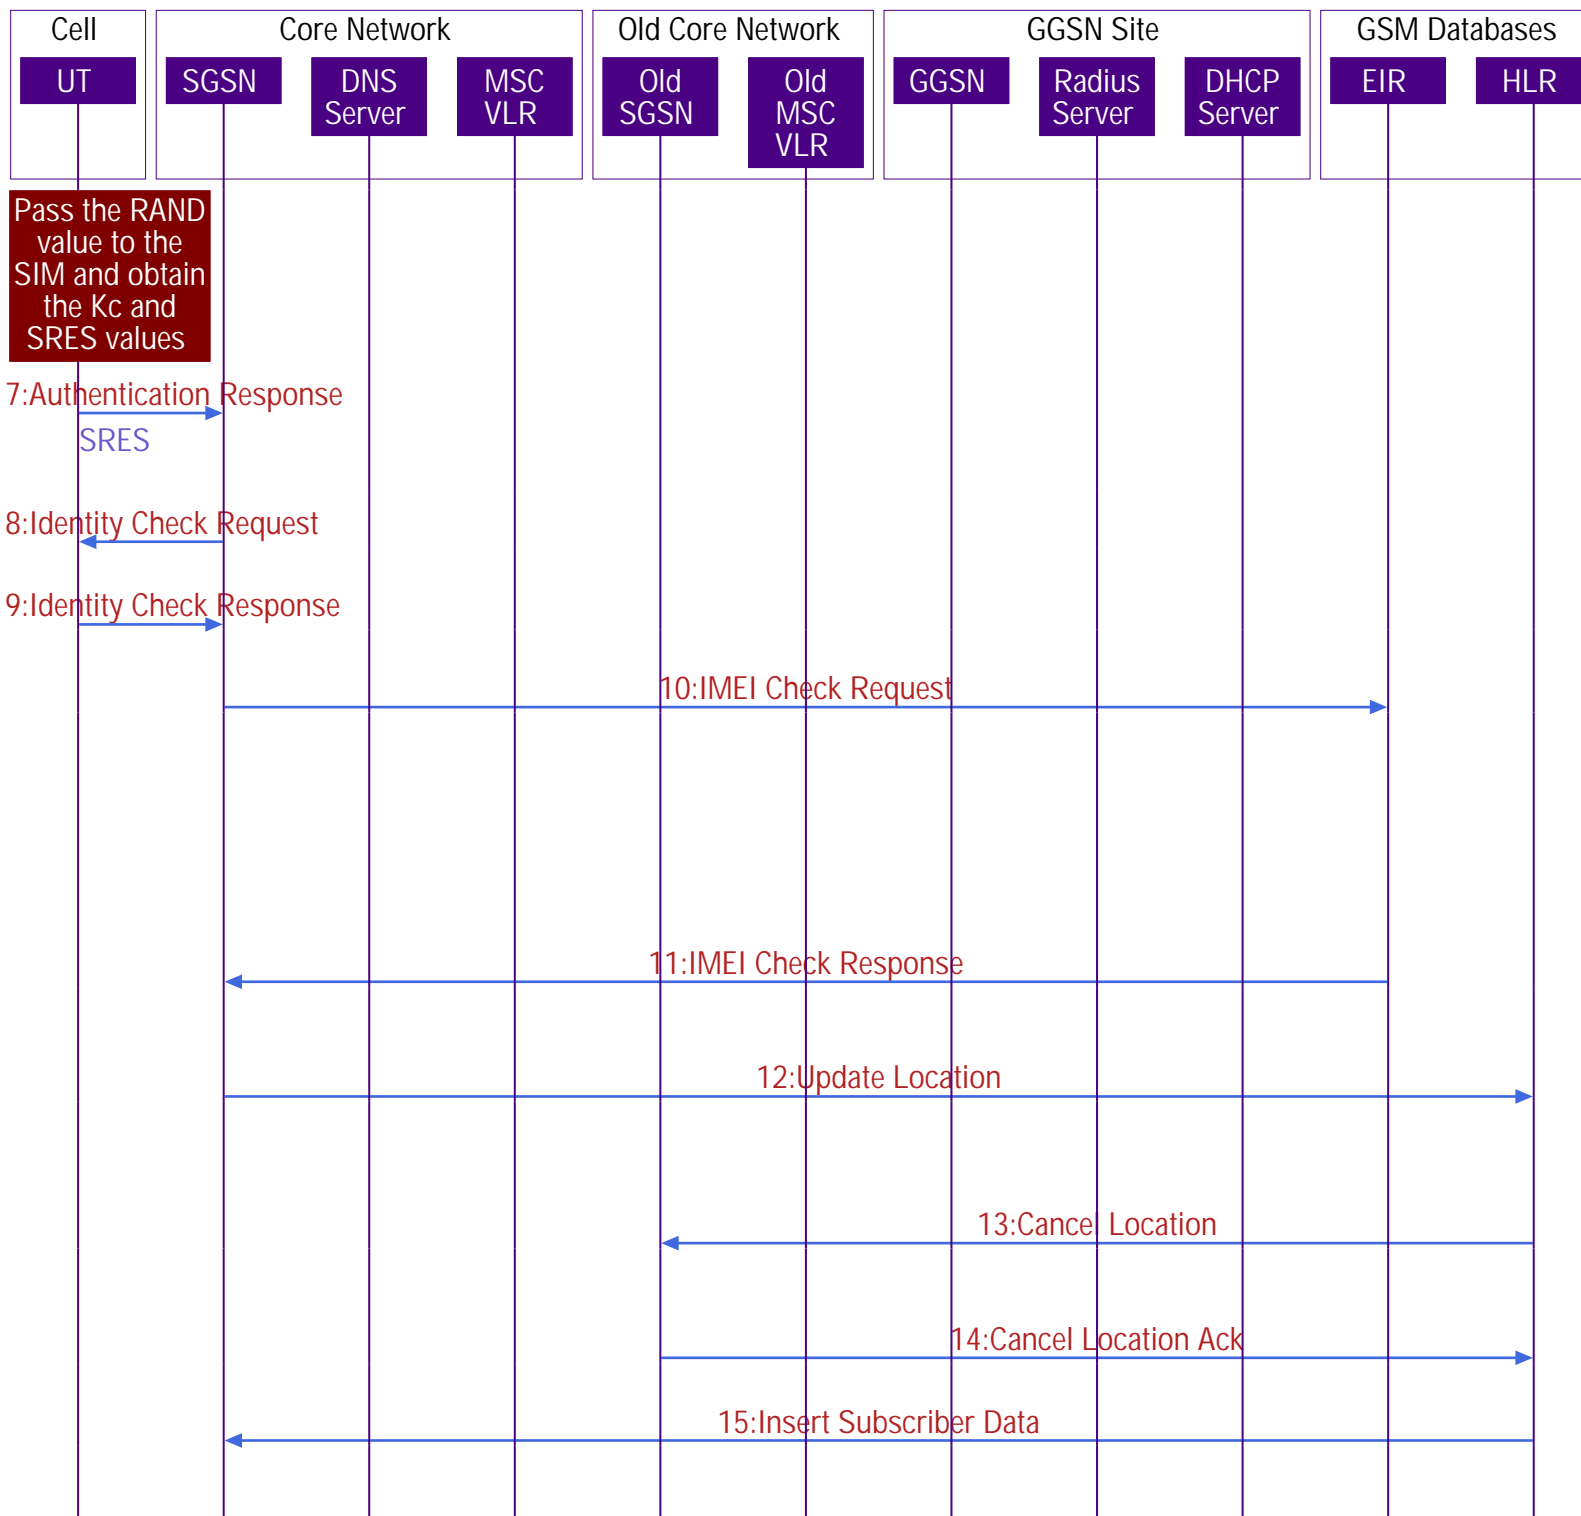 Cell
Core Network
Old Core Network
GGSN Site
GSM Databases
UT
SGSN
DNS
Server
MSC
VLR
Old
SGSN
Old
MSC
VLR
GGSN
Radius
Server
DHCP
Server
EIR
HLR
Pass the RAND
value to the
SIM and obtain
the Kc and
SRES values
7:Authentication Response
SRES
8:Identity Check Request
9:Identity Check Response
10:IMEI Check Request
11:IMEI Check Response
12:Update Location
13:Cancel Location
14:Cancel Location Ack
15:Insert Subscriber Data